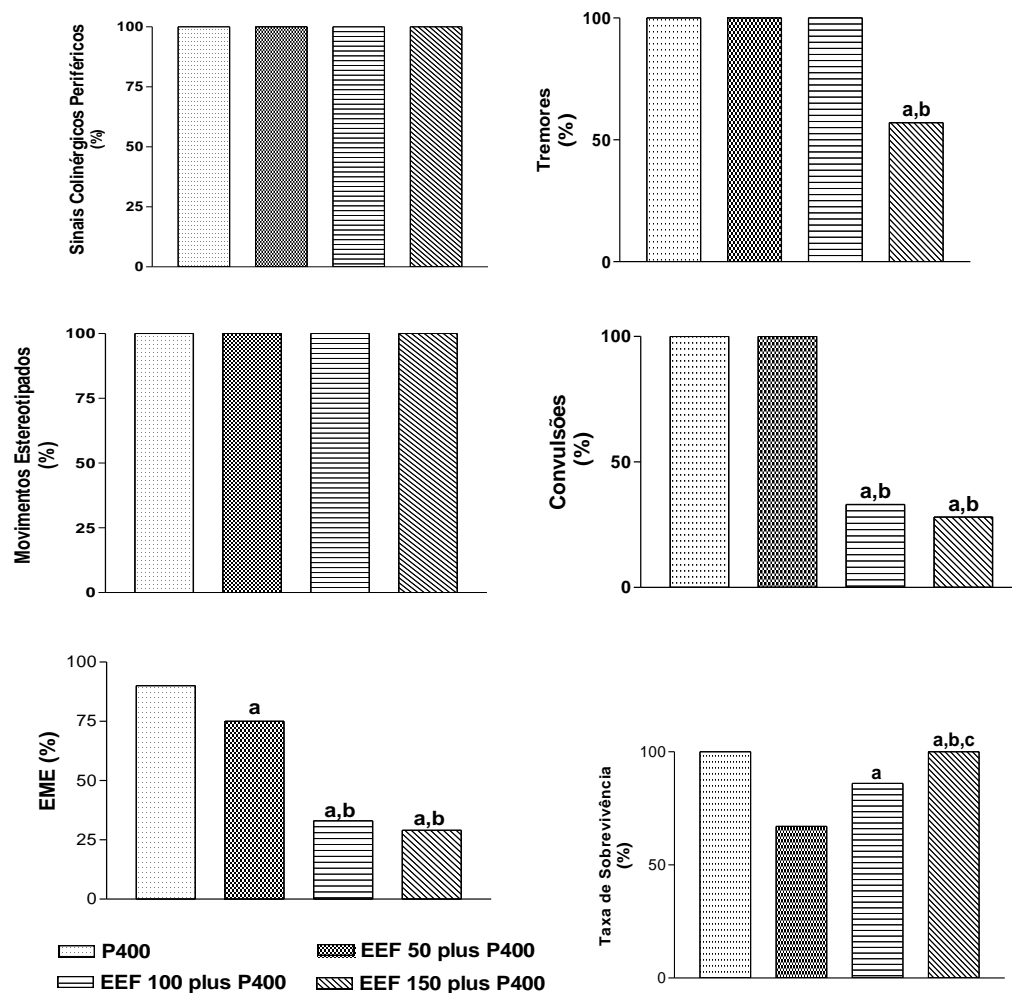 Sinais Colinérgicos Periféricos
(%)
100
75
50
25
0
Tremores
(%)
100
50
0
a,b
Movimentos Estereotipados
(%)
100
75
50
25
0
Convulsões
(%)
100
50
0
a,b
a,b
EME (%)
100
75
50
25
0
a
a,b
a,b
Taxa de Sobrevivência
(%)
100
50
0
a
a,b,c
P400
EEF 50 plus P400
EEF 100 plus P400
EEF 150 plus P400